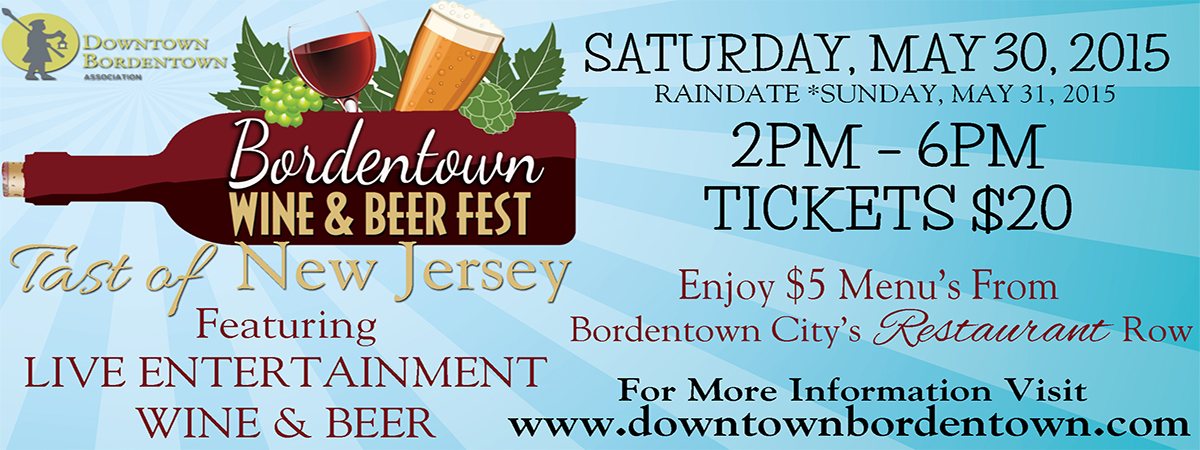 Downtown
Bordentown
ASSOCIATION
Bordentown
WINE & BEER FEST
Tast of New Jersey
Featuring
LIVE ENTERTAINMENT
WINE & BEER
SATURDAY, MAY 30, 2015
RAINDATE *SUNDAY, MAY 31, 2015
2PM - 6PM
TICKETS $20
Enjoy $5 Menu's From
Bordentown City's Restaurant Row
For More Information Visit
www.downtownbordentown.com